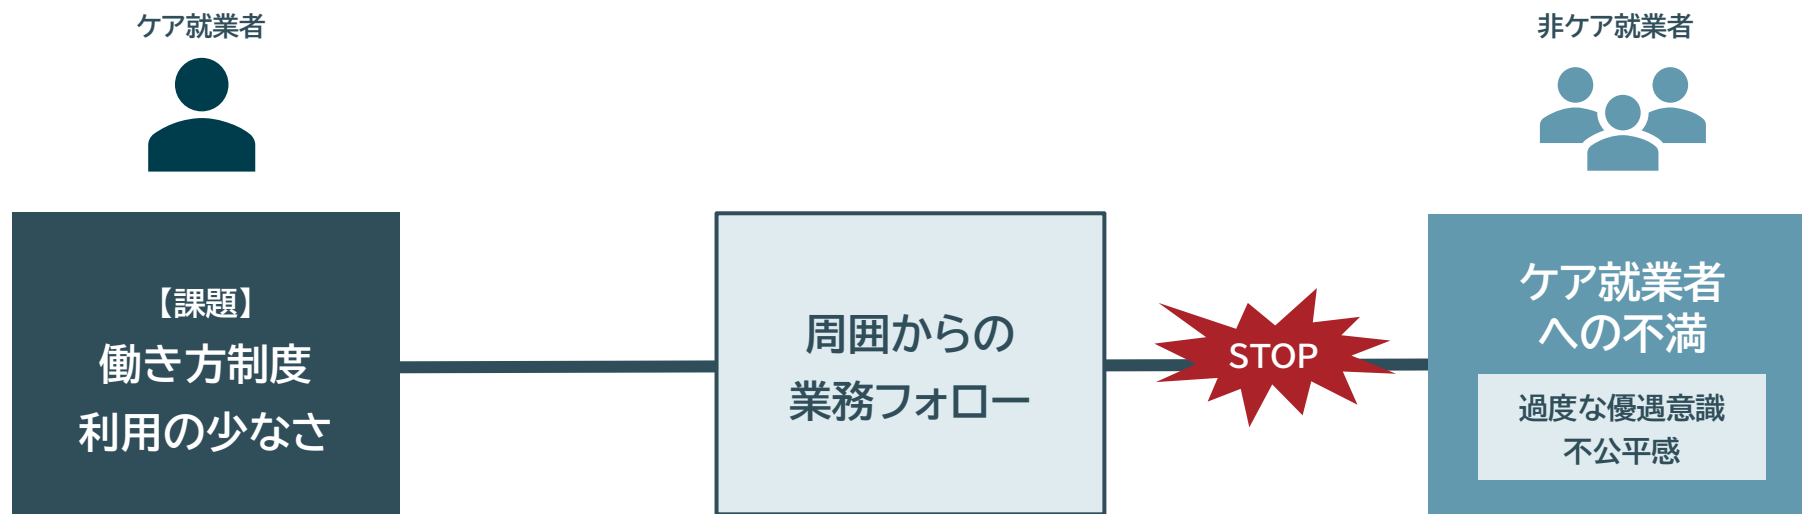 ケア就業者
非ケア就業者
【課題】
働き方制度
利用の少なさ
周囲からの
業務フォロー
STOP
ケア就業者
への不満
過度な優遇意識
不公平感